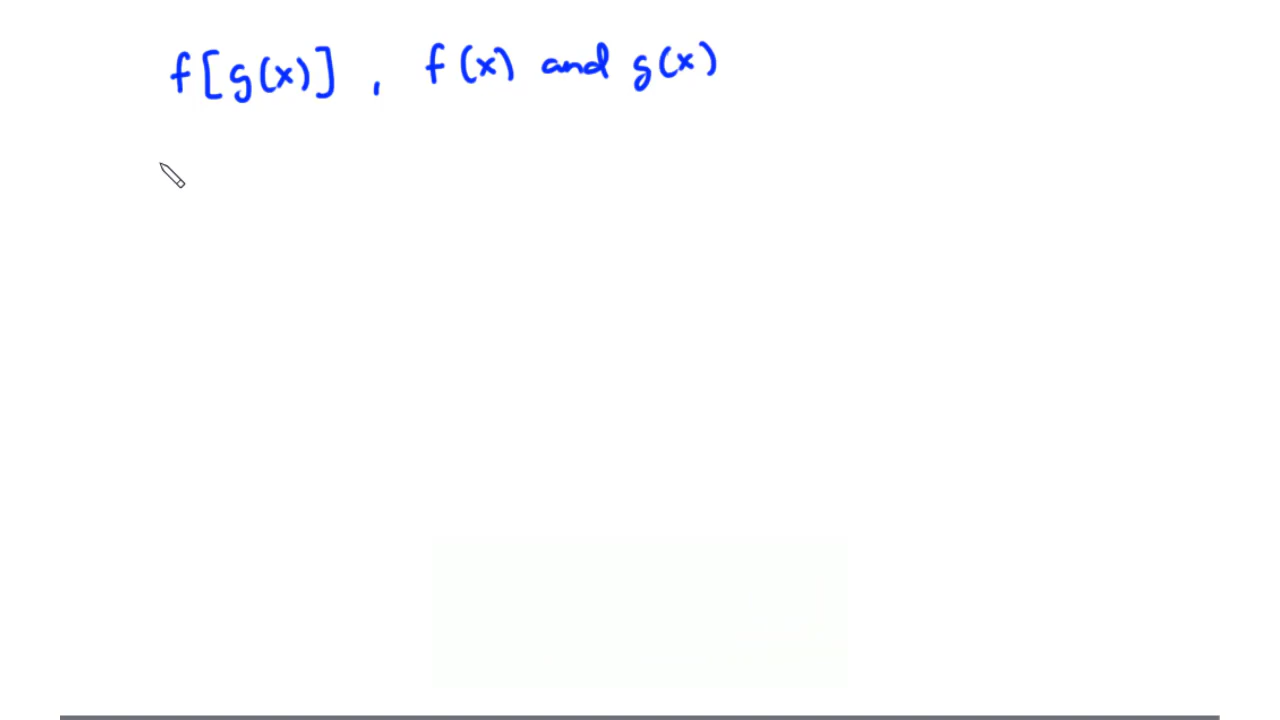 f[g(x)] , f(x) and g(x)